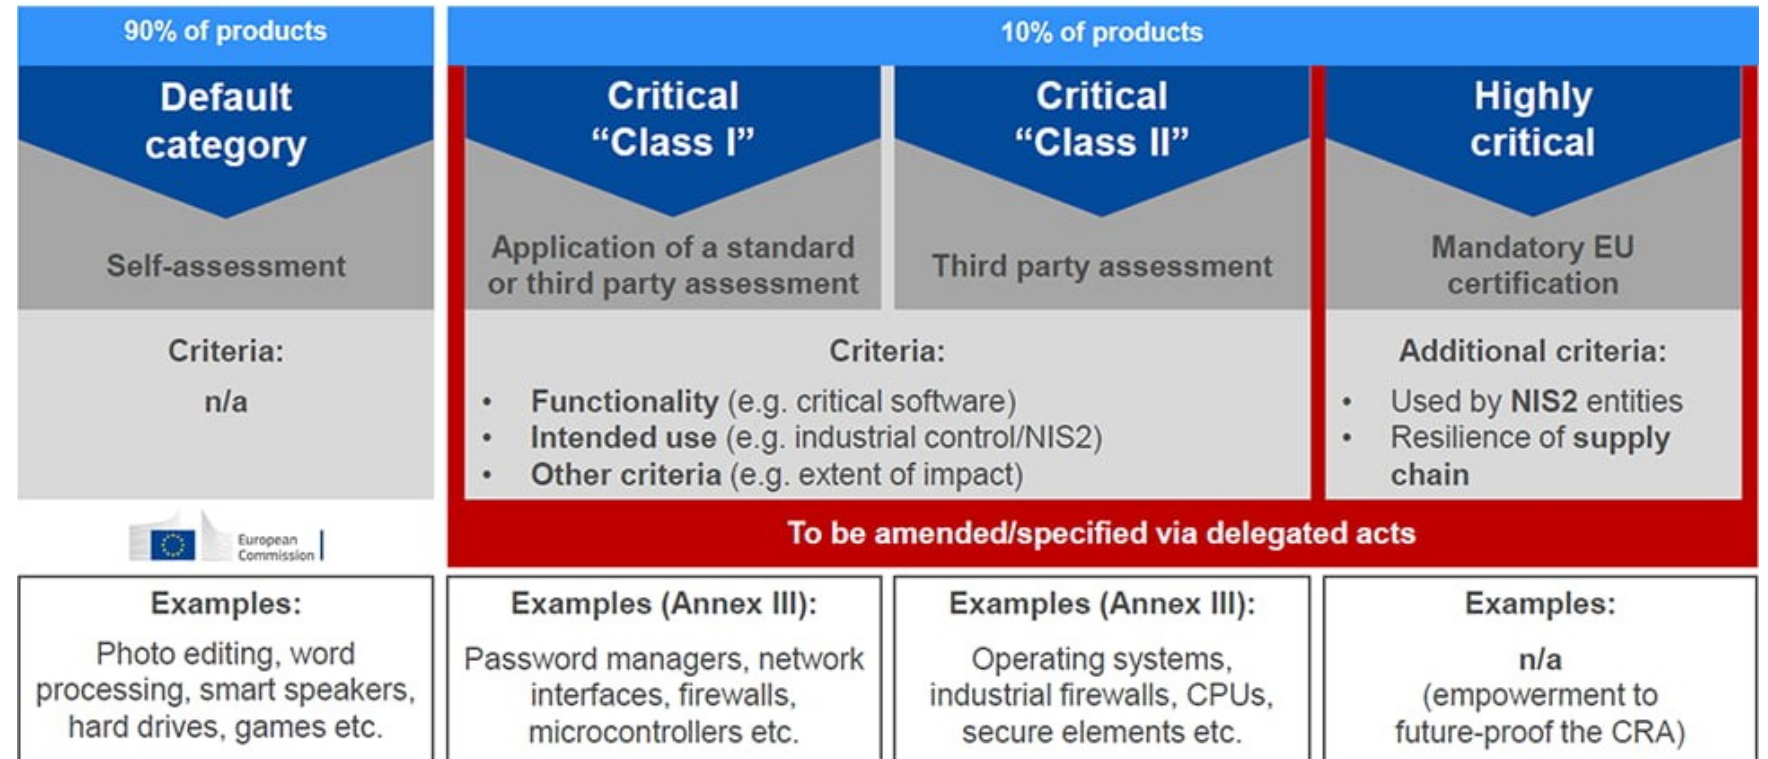 90% of products
10% of products
Default
category
Critical
“Class I”
Critical
“Class II”
Highly
critical
Self-assessment
Application of a standard
or third party assessment
Third party assessment
Mandatory EU
certification
Criteria:
n/a
Criteria:
• Functionality (e.g. critical software)
• Intended use (e.g. industrial control/NIS2)
• Other criteria (e.g. extent of impact)
Additional criteria:
• Used by NIS2 entities
• Resilience of supply
chain
European
Commission
To be amended/specified via delegated acts
Examples:
Photo editing, word
processing, smart speakers,
hard drives, games etc.
Examples (Annex III):
Password managers, network
interfaces, firewalls,
microcontrollers etc.
Examples (Annex III):
Operating systems,
industrial firewalls, CPUs,
secure elements etc.
Examples:
n/a
(empowerment to
future-proof the CRA)